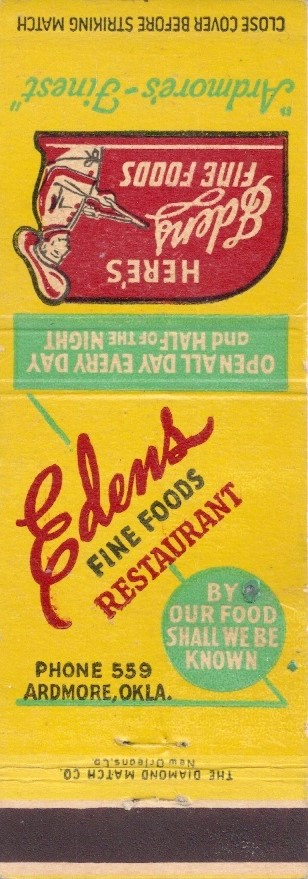 CLOSE COVER BEFORE STRIKING MATCH
"Ardmore's-Finest"
HERE'S
Edens
FINE FOODS
OPEN ALL DAY EVERY DAY
and HALF OF THE NIGHT
Edens
FINE FOODS
RESTAURANT
BY
OUR FOOD
SHALL WE BE
KNOWN
PHONE 559
ARDMORE, OKLA.
THE DIAMOND MATCH CO.
New Orleans, La